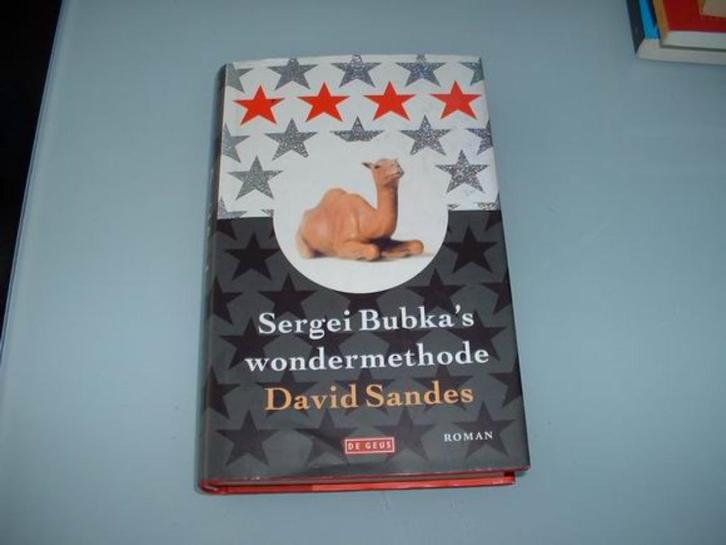 Sergei Bubka's
wondermethode
David Sandes
DE GEUS
ROMAN